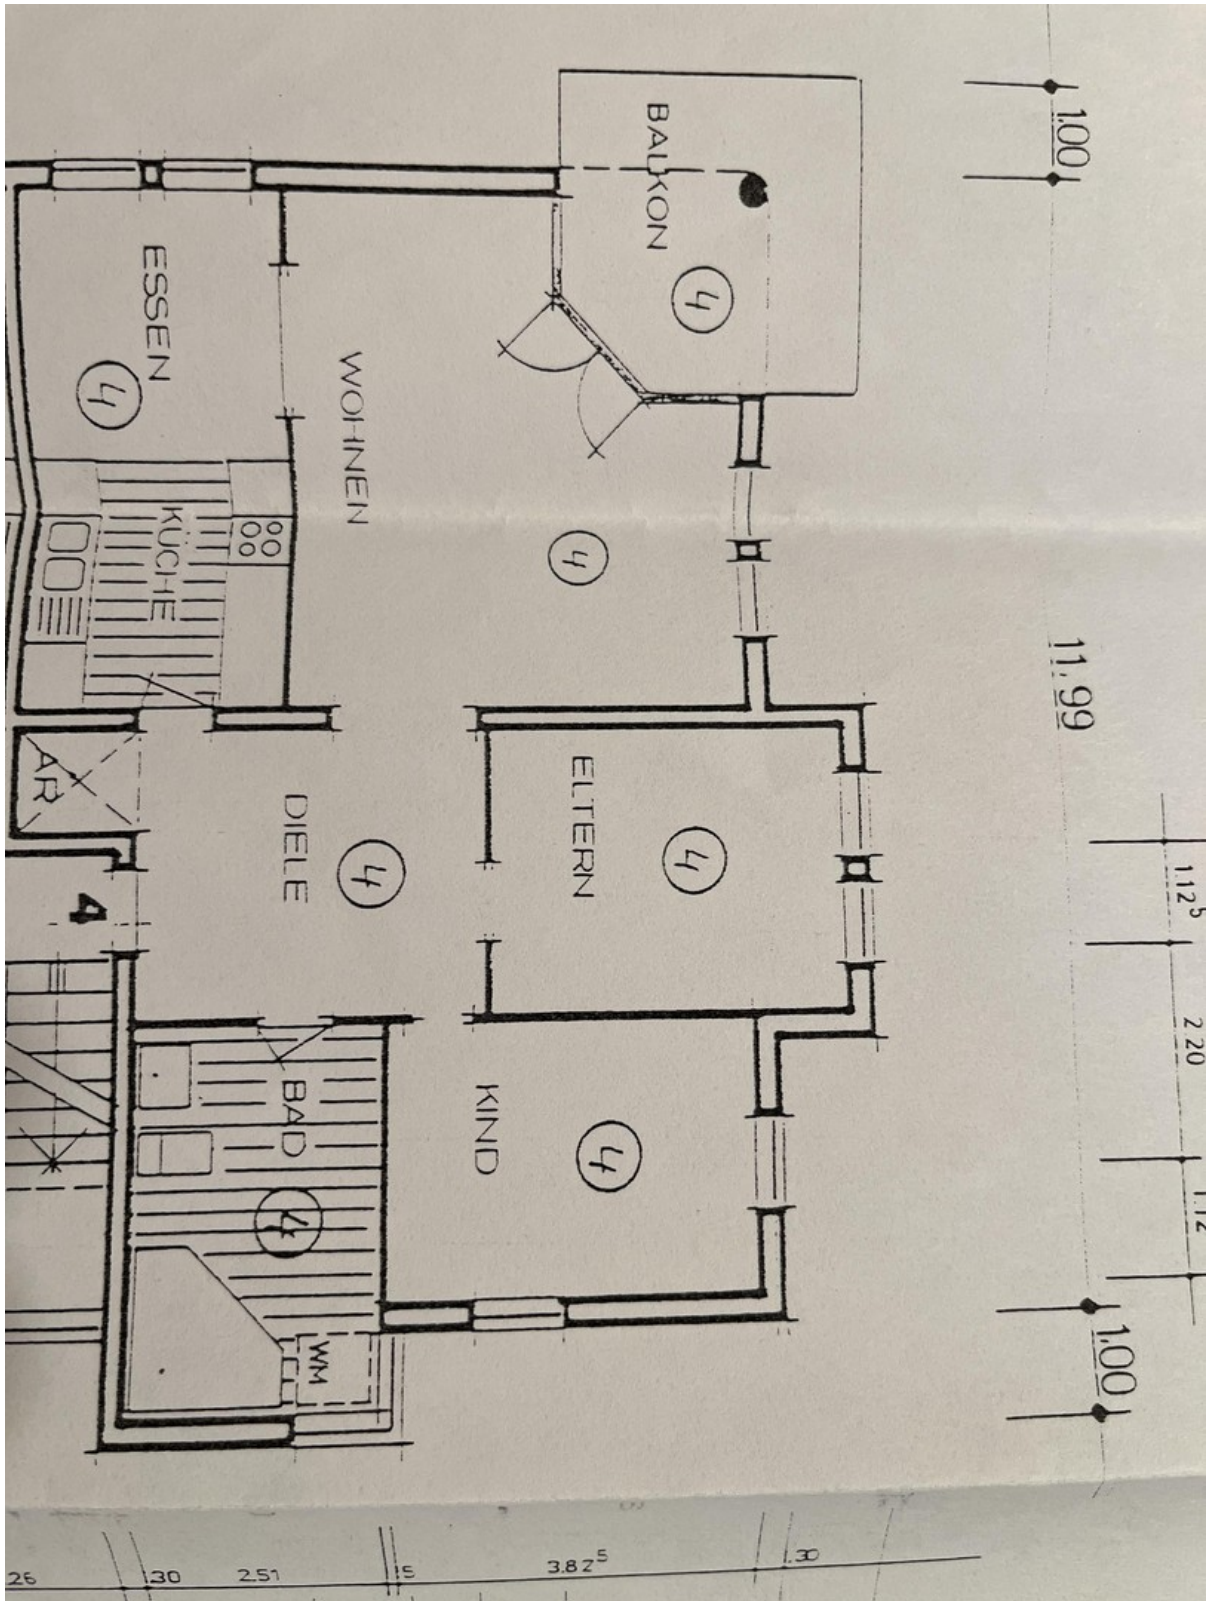 BALKON
4
1.00
ESSEN
4
WOHNEN
4
KÜCHE
11.99
AR
DIELE
4
ELTERN
4
4
1.12⁵
2.20
BAD
4
KIND
4
1.12
WM
1.00
26
.30
2.51
15
3.82⁵
.30